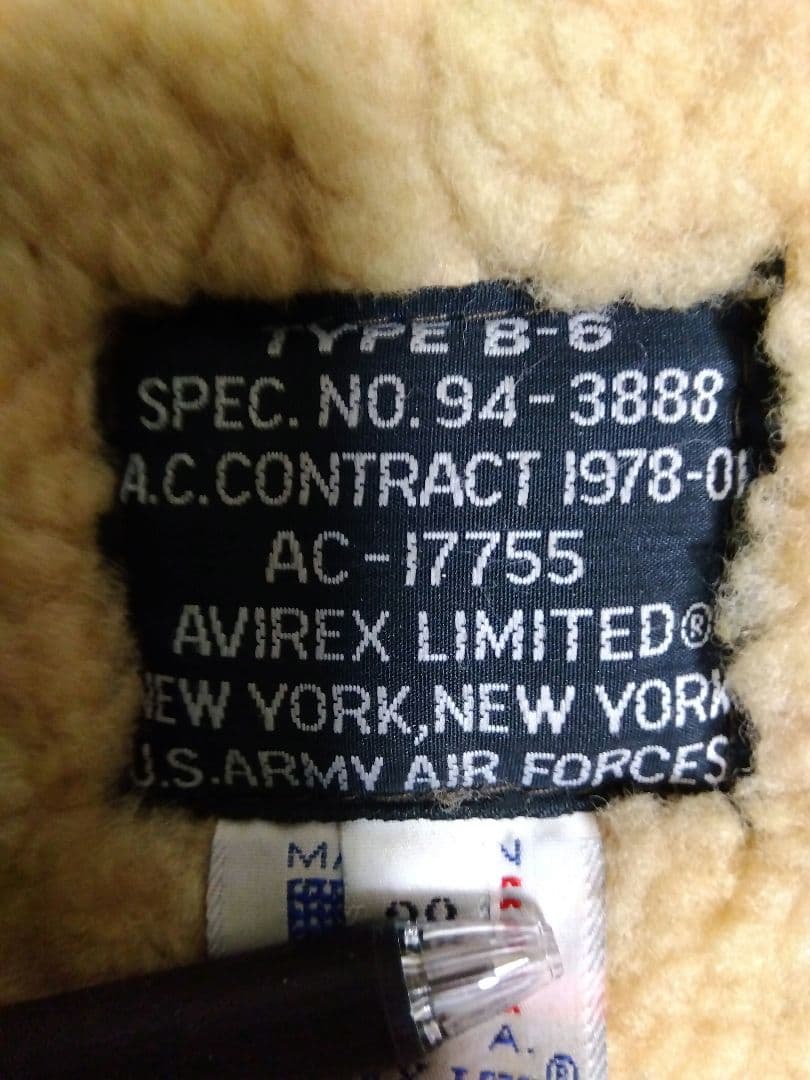 TYPE B-6
SPEC. NO. 94-3888
A.C. CONTRACT 1978-01
AC-17755
AVIREX LIMITED®
NEW YORK, NEW YORK
U.S. ARMY AIR FORCES
A.